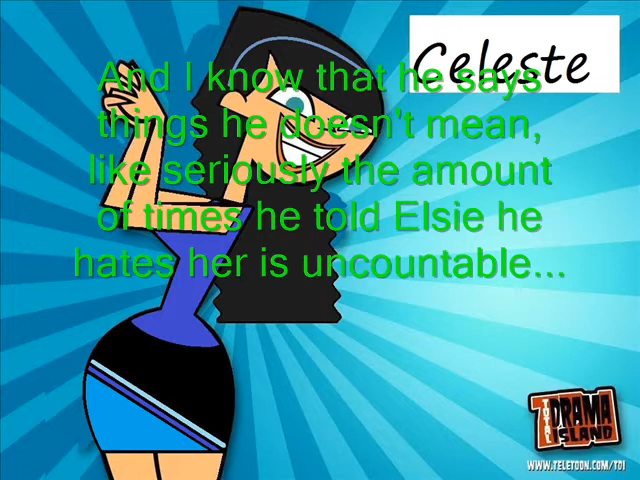 Celeste
And I know that he says
things he doesn't mean,
like seriously the amount
of times he told Elsie he
hates her is uncountable...
TOTAL
DRAMA
ISLAND
WWW.TELETOON.COM/TDI